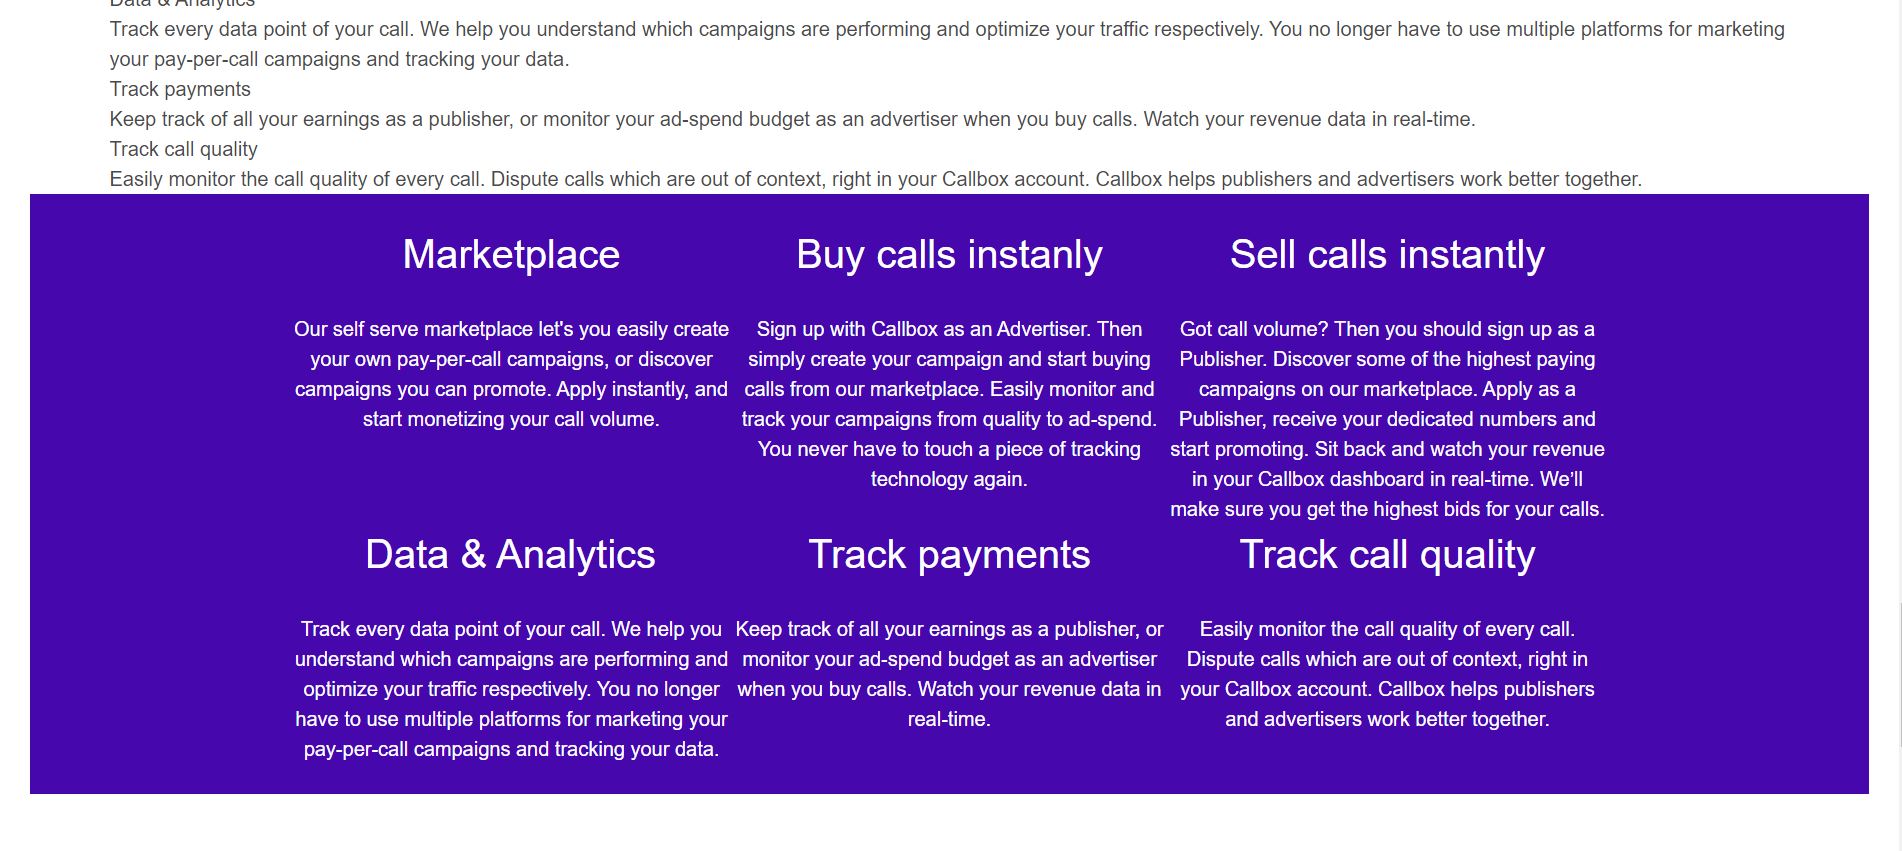 Data & Analytics
Track every data point of your call. We help you understand which campaigns are performing and optimize your traffic respectively. You no longer have to use multiple platforms for marketing
your pay-per-call campaigns and tracking your data.
Track payments
Keep track of all your earnings as a publisher, or monitor your ad-spend budget as an advertiser when you buy calls. Watch your revenue data in real-time.
Track call quality
Easily monitor the call quality of every call. Dispute calls which are out of context, right in your Callbox account. Callbox helps publishers and advertisers work better together.
Marketplace
Our self serve marketplace let's you easily create
your own pay-per-call campaigns, or discover
campaigns you can promote. Apply instantly, and
start monetizing your call volume.
Buy calls instanly
Sign up with Callbox as an Advertiser. Then
simply create your campaign and start buying
calls from our marketplace. Easily monitor and
track your campaigns from quality to ad-spend.
You never have to touch a piece of tracking
technology again.
Sell calls instantly
Got call volume? Then you should sign up as a
Publisher. Discover some of the highest paying
campaigns on our marketplace. Apply as a
Publisher, receive your dedicated numbers and
start promoting. Sit back and watch your revenue
in your Callbox dashboard in real-time. We’ll
make sure you get the highest bids for your calls.
Data & Analytics
Track every data point of your call. We help you
understand which campaigns are performing and
optimize your traffic respectively. You no longer
have to use multiple platforms for marketing your
pay-per-call campaigns and tracking your data.
Track payments
Keep track of all your earnings as a publisher, or
monitor your ad-spend budget as an advertiser
when you buy calls. Watch your revenue data in
real-time.
Track call quality
Easily monitor the call quality of every call.
Dispute calls which are out of context, right in
your Callbox account. Callbox helps publishers
and advertisers work better together.